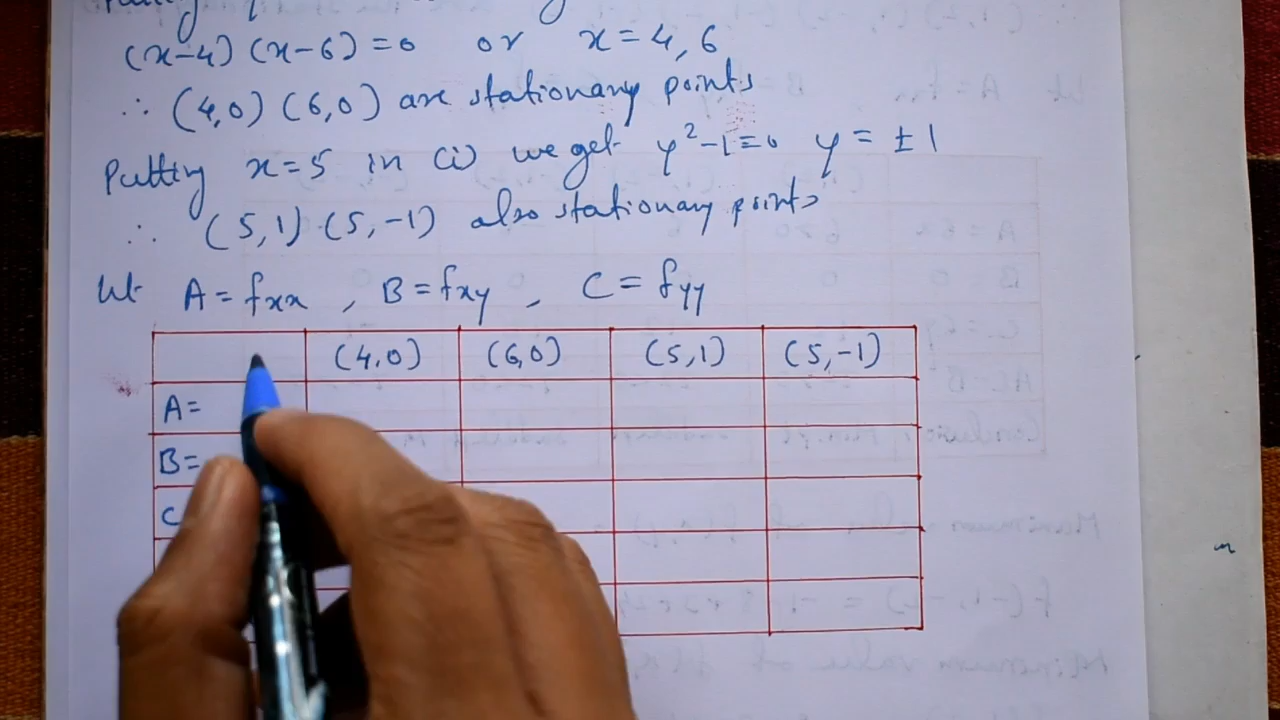 (x-4) (x-6) = 0 or x = 4, 6
∴ (4,0) (6,0) are stationary points
Putting x = 5 in (i) we get y² - 1 = 0 y = ± 1
∴ (5,1) (5,-1) also stationary points
Let A = fxx , B = fxy , C = fyy
(4,0) (6,0) (5,1) (5,-1)
A =
B =
C